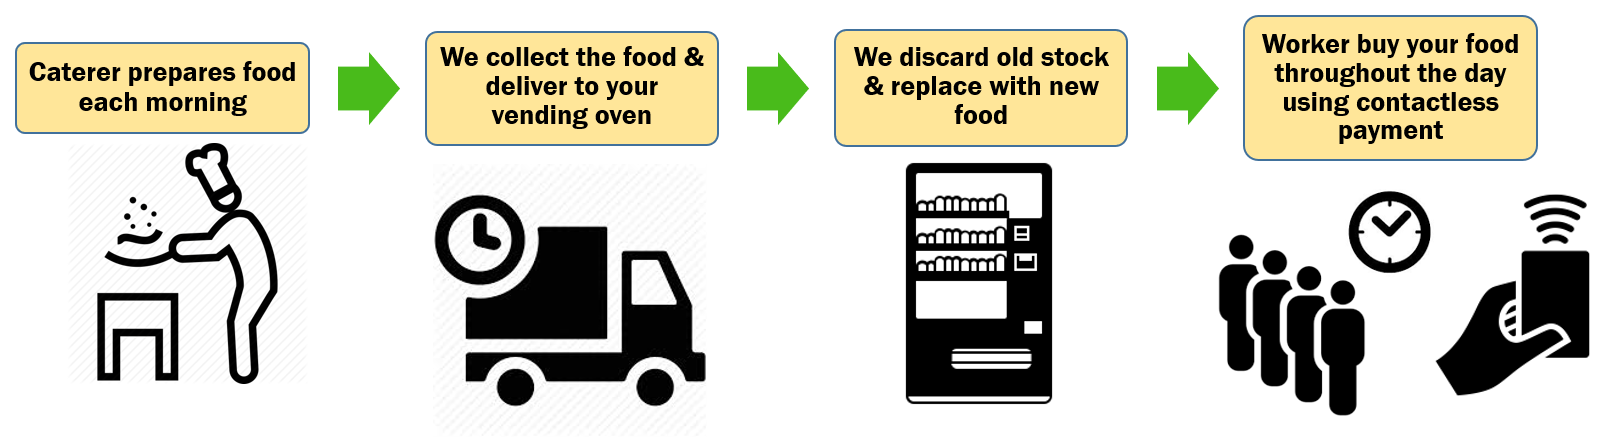 Caterer prepares food
each morning
We collect the food &
deliver to your
vending oven
We discard old stock
& replace with new
food
Worker buy your food
throughout the day
using contactless
payment